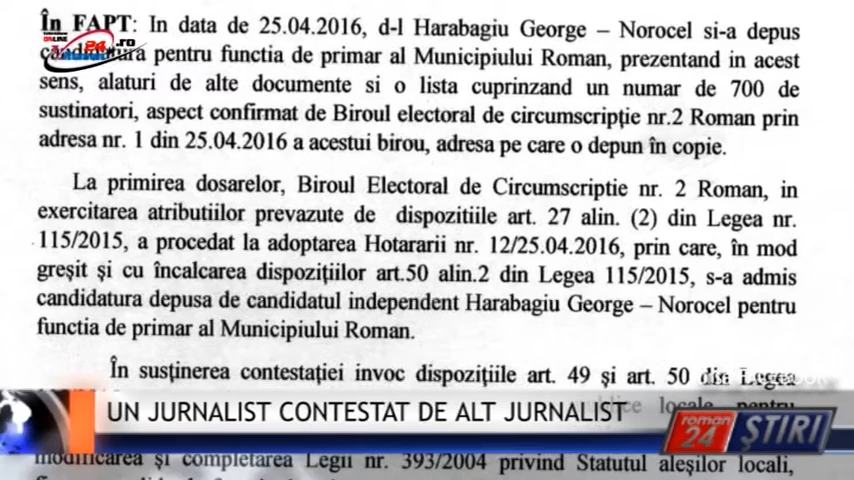 În FAPT: In data de 25.04.2016, d-l Harabagiu George – Norocel si-a depus
candidatura pentru functia de primar al Municipiului Roman, prezentand in acest
sens, alaturi de alte documente si o lista cuprinzand un numar de 700 de
sustinatori, aspect confirmat de Biroul electoral de circumscripţie nr.2 Roman prin
adresa nr. 1 din 25.04.2016 a acestui birou, adresa pe care o depun în copie.
La primirea dosarelor, Biroul Electoral de Circumscriptie nr. 2 Roman, in
exercitarea atributiilor prevazute de dispozitiile art. 27 alin. (2) din Legea nr.
115/2015, a procedat la adoptarea Hotararii nr. 12/25.04.2016, prin care, în mod
greşit şi cu încalcarea dispoziţiilor art.50 alin.2 din Legea 115/2015, s-a admis
candidatura depusa de candidatul independent Harabagiu George – Norocel pentru
functia de primar al Municipiului Roman.
În susţinerea contestaţiei invoc dispoziţiile art. 49 şi art. 50 din Legea
locale pentru
UN JURNALIST CONTESTAT DE ALT JURNALIST
roman
24
ŞTIRI
modificarea şi completarea Legii nr. 393/2004 privind Statutul aleşilor locali,
ONLINE
24.ro